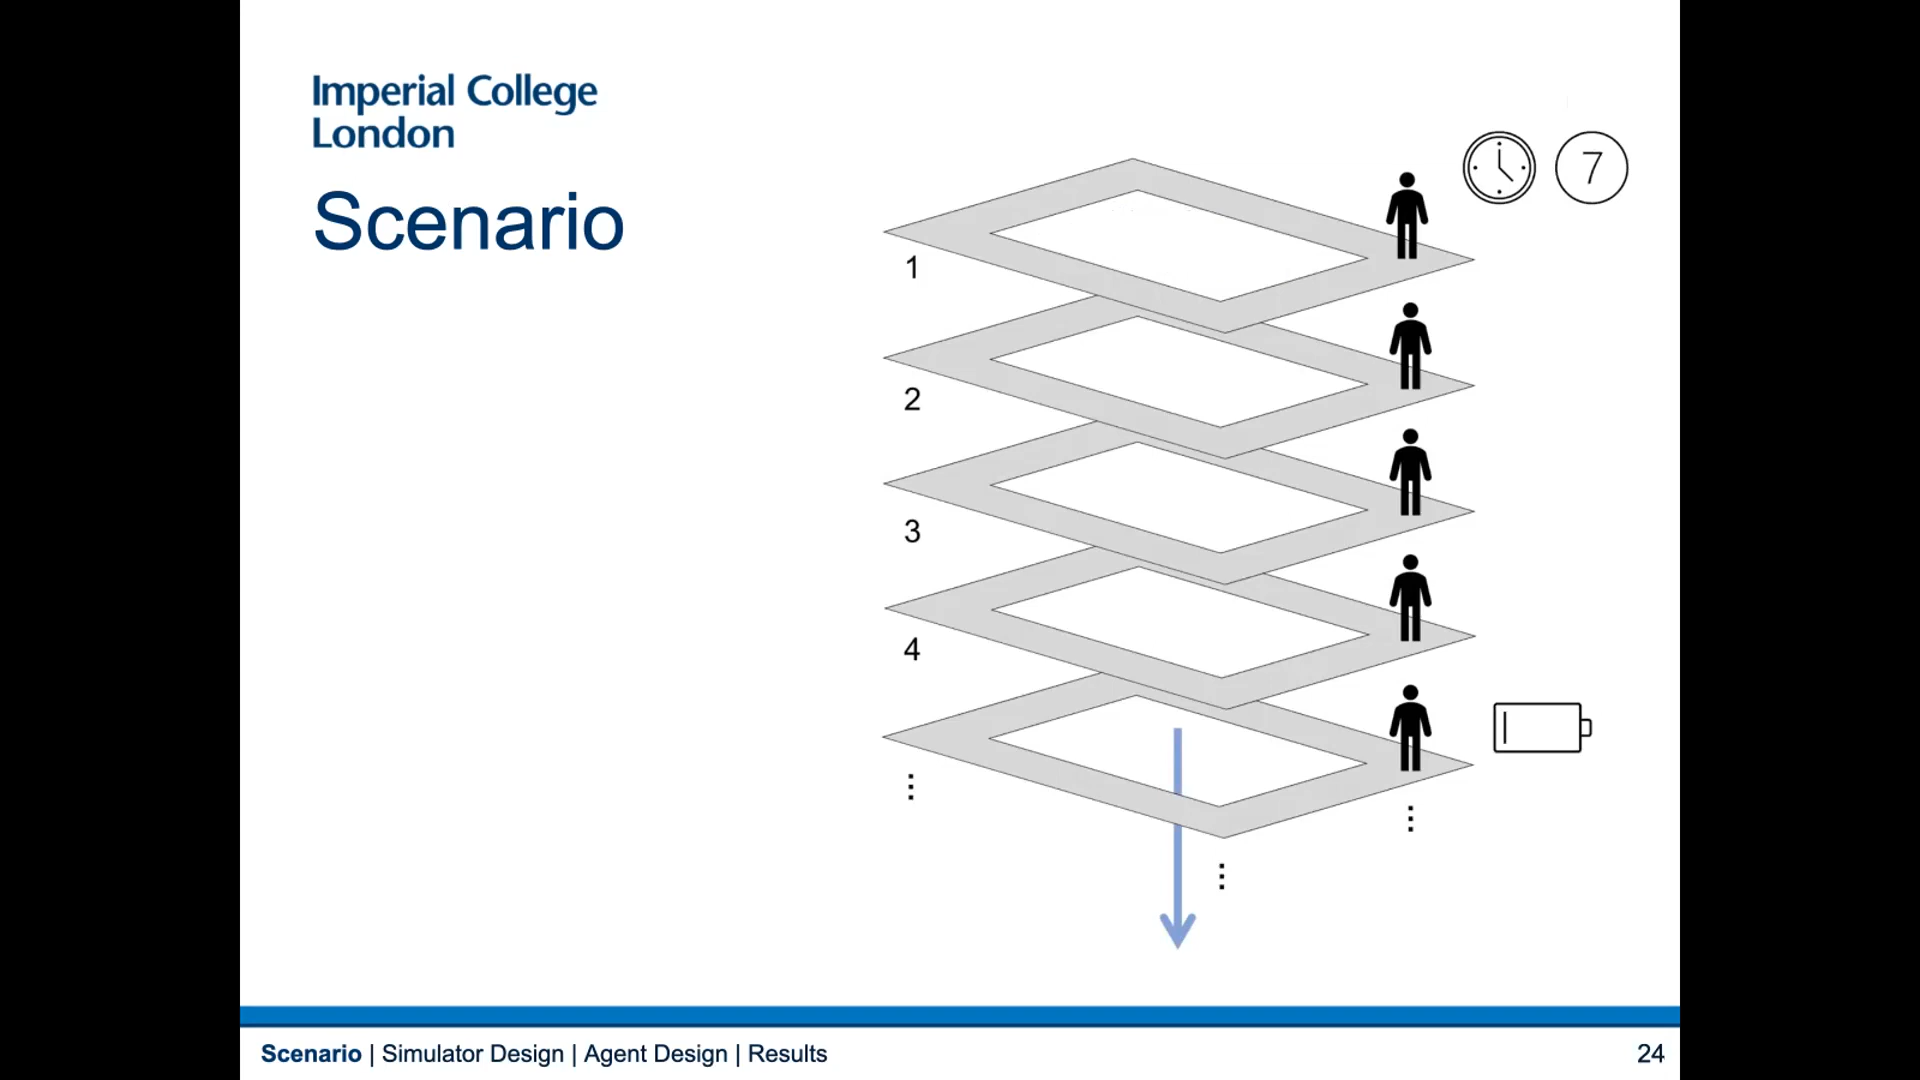 Imperial College
London
Scenario
7
1
2
3
4
⋮
⋮
⋮
Scenario | Simulator Design | Agent Design | Results
24